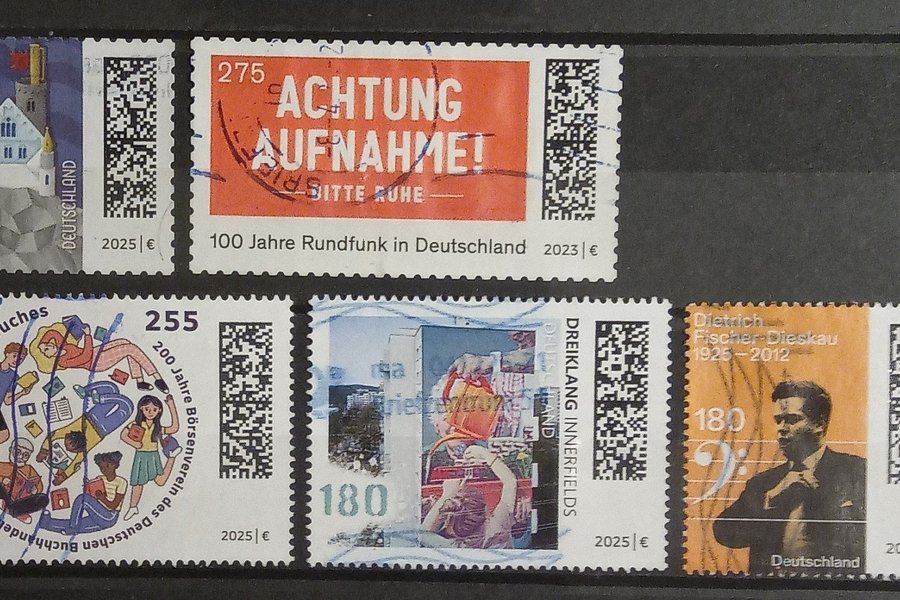 DEUTSCHLAND
2025 | €
275
ACHTUNG
AUFNAHME!
BITTE RUHE
100 Jahre Rundfunk in Deutschland
2023 | €
255
200 Jahre Börsenverein des Deutschen Buchhandel
2025 | €
180
DEUTSCHLAND
DREIKLANG INNERFIELDS
2025 | €
Dietrich
Fischer-Dieskau
1925 – 2012
180
Deutschland